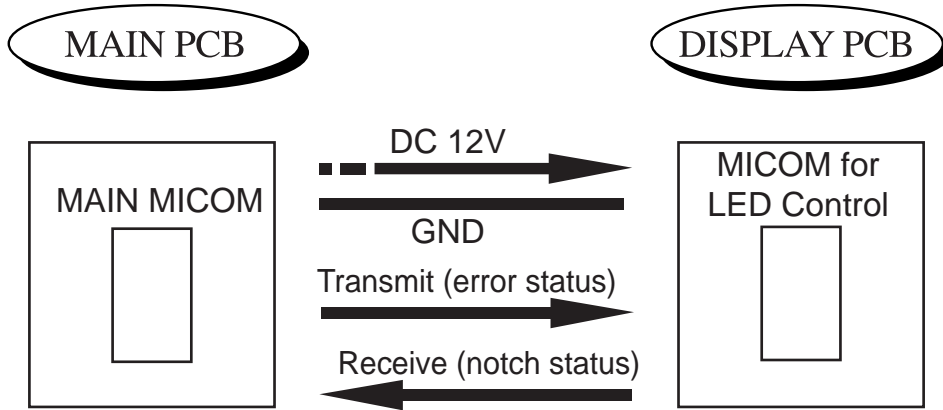 MAIN PCB
DISPLAY PCB
MAIN MICOM
DC 12V
GND
Transmit (error status)
Receive (notch status)
MICOM for
LED Control